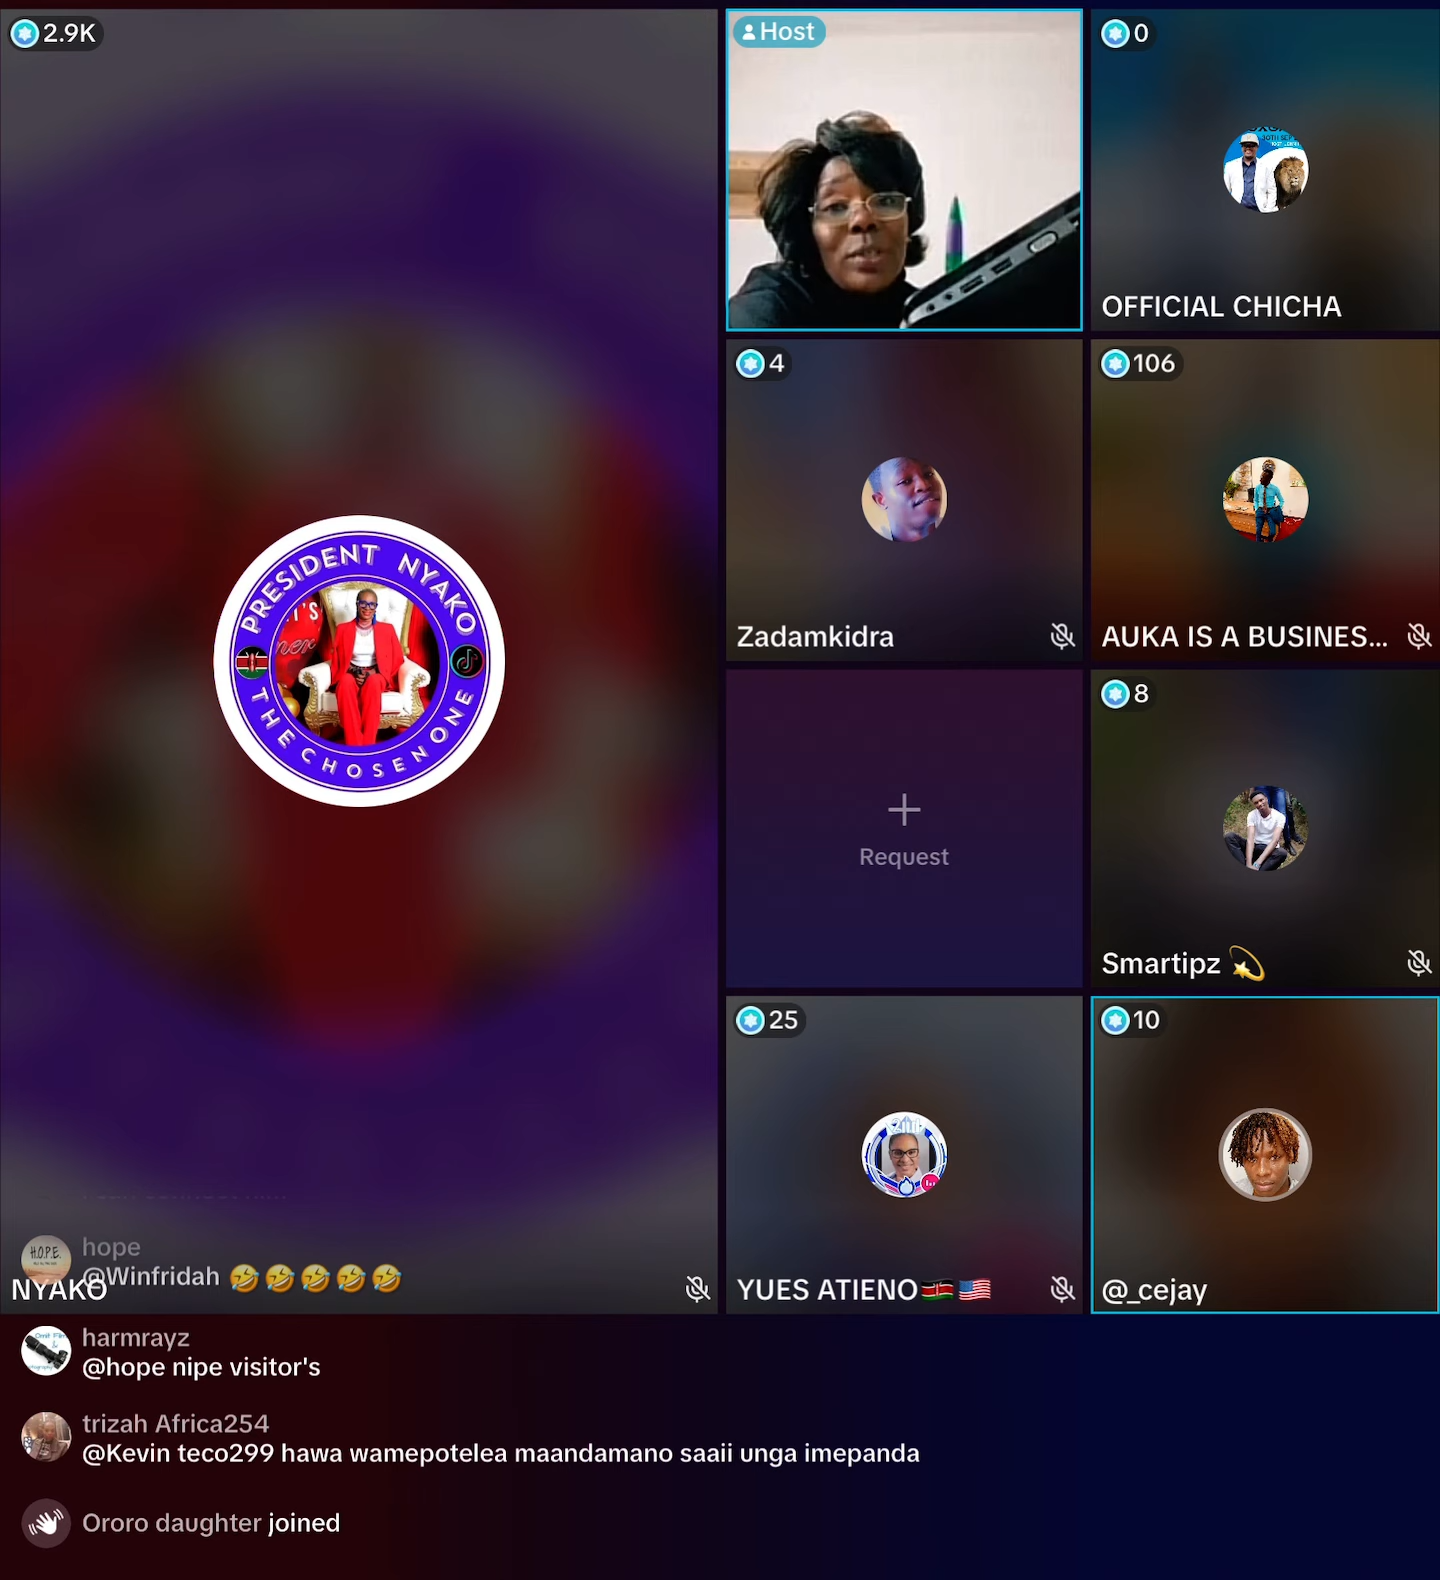 2.9K
PRESIDENT NYAKO
THE CHOSEN ONE
NYAKO
Host
0
OFFICIAL CHICHA
4
Zadamkidra
106
AUKA IS A BUSINES...
+
Request
8
Smartipz 💫
25
YUES ATIENO🇰🇪🇺🇸
10
@_cejay
H.O.P.E.
hope
@Winfridah 🤣🤣🤣🤣🤣
harmrayz
@hope nipe visitor's
trizah Africa254
@Kevin teco299 hawa wamepotelea maandamano saaii unga imepanda
Ororo daughter joined